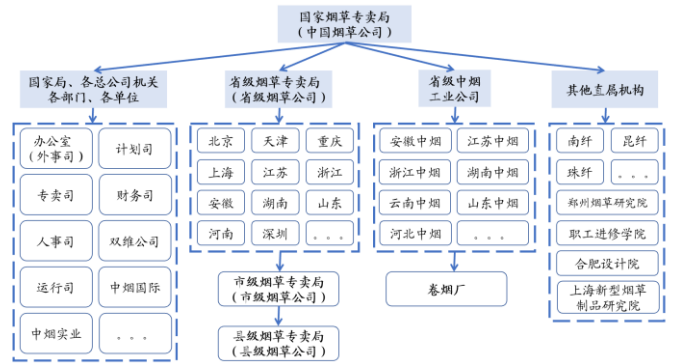 国家烟草专卖局
(中国烟草公司)
国家局、各总公司机关
各部门、各单位
省级烟草专卖局
(省级烟草公司)
省级中烟
工业公司
其他直属机构
办公室
(外事司)
计划司
专卖司
财务司
人事司
双维公司
运行司
中烟国际
中烟实业
。。。
北京
天津
重庆
上海
江苏
浙江
安徽
湖南
山东
河南
深圳
。。。
市级烟草专卖局
(市级烟草公司)
县级烟草专卖局
(县级烟草公司)
安徽中烟
江苏中烟
浙江中烟
湖南中烟
云南中烟
山东中烟
河北中烟
。。。
卷烟厂
南纤
昆纤
珠纤
。。。
郑州烟草研究院
职工进修学院
合肥设计院
上海新型烟草
制品研究院